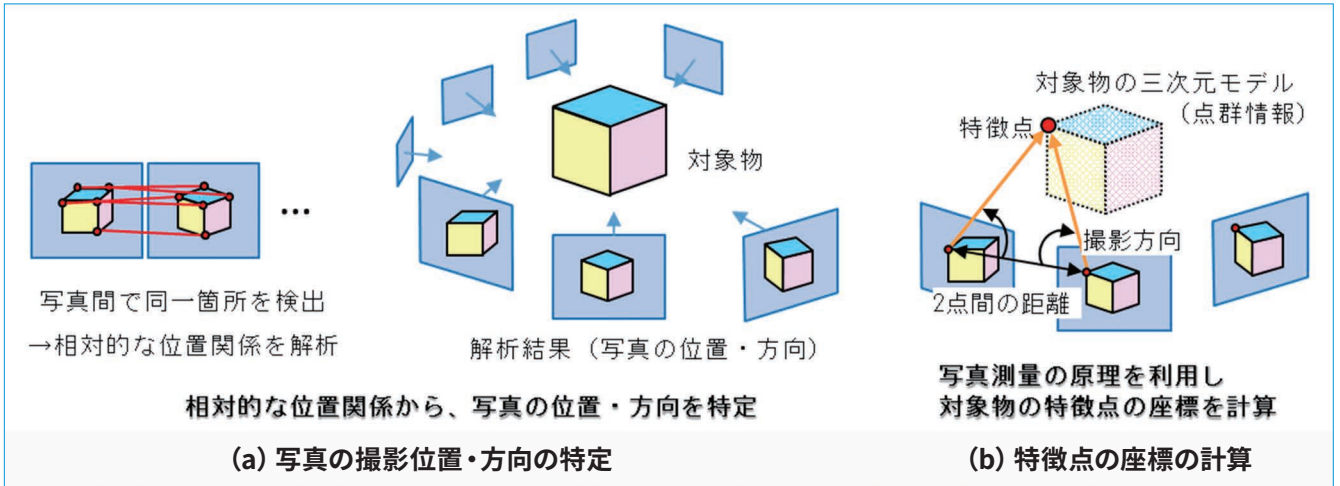 写真間で同一箇所を検出
→相対的な位置関係を解析
…
対象物
解析結果（写真の位置・方向）
相対的な位置関係から、写真の位置・方向を特定
(a) 写真の撮影位置・方向の特定
対象物の三次元モデル
（点群情報）
特徴点
撮影方向
2点間の距離
写真測量の原理を利用し
対象物の特徴点の座標を計算
(b) 特徴点の座標の計算